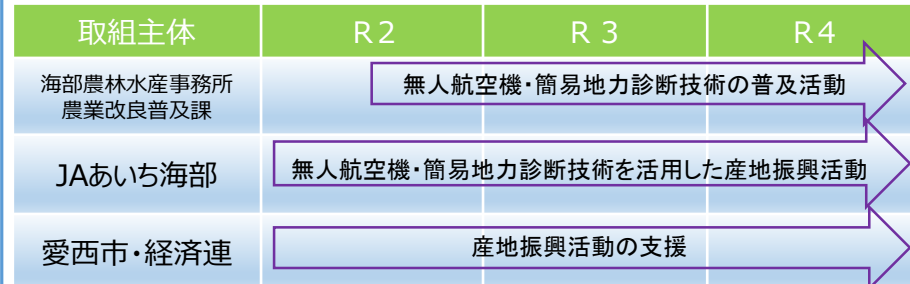 取組主体 R2 R3 R4
海部農林水産事務所
農業改良普及課
無人航空機・簡易地力診断技術の普及活動
JAあいち海部
無人航空機・簡易地力診断技術を活用した産地振興活動
愛西市・経済連
産地振興活動の支援